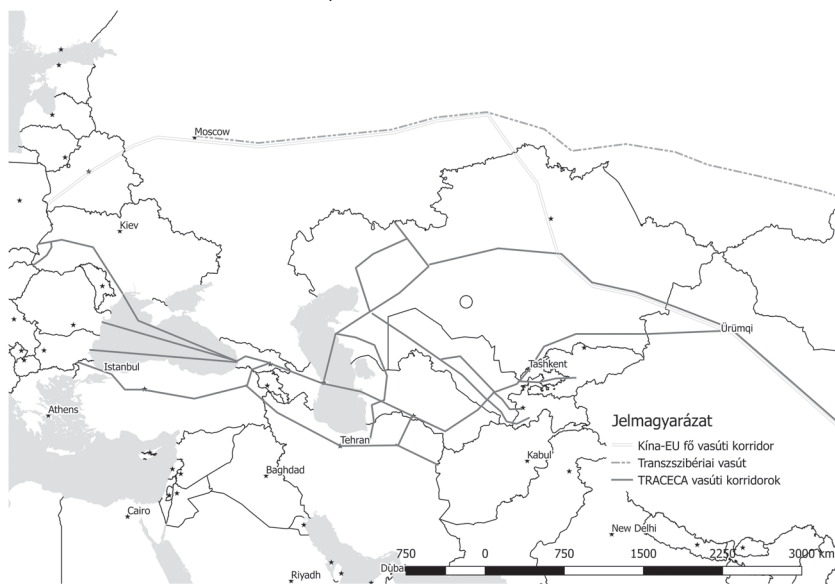 Moscow
Kiev
Ürümqi
Istanbul
Tashkent
Athens
Tehran
Kabul
Baghdad
Cairo
New Delhi
Riyadh
Dubai
Jelmagyarázat
Kína-EU fő vasúti korridor
Transzszibériai vasút
TRACECA vasúti korridorok
750 0 750 1500 2250 3000 km